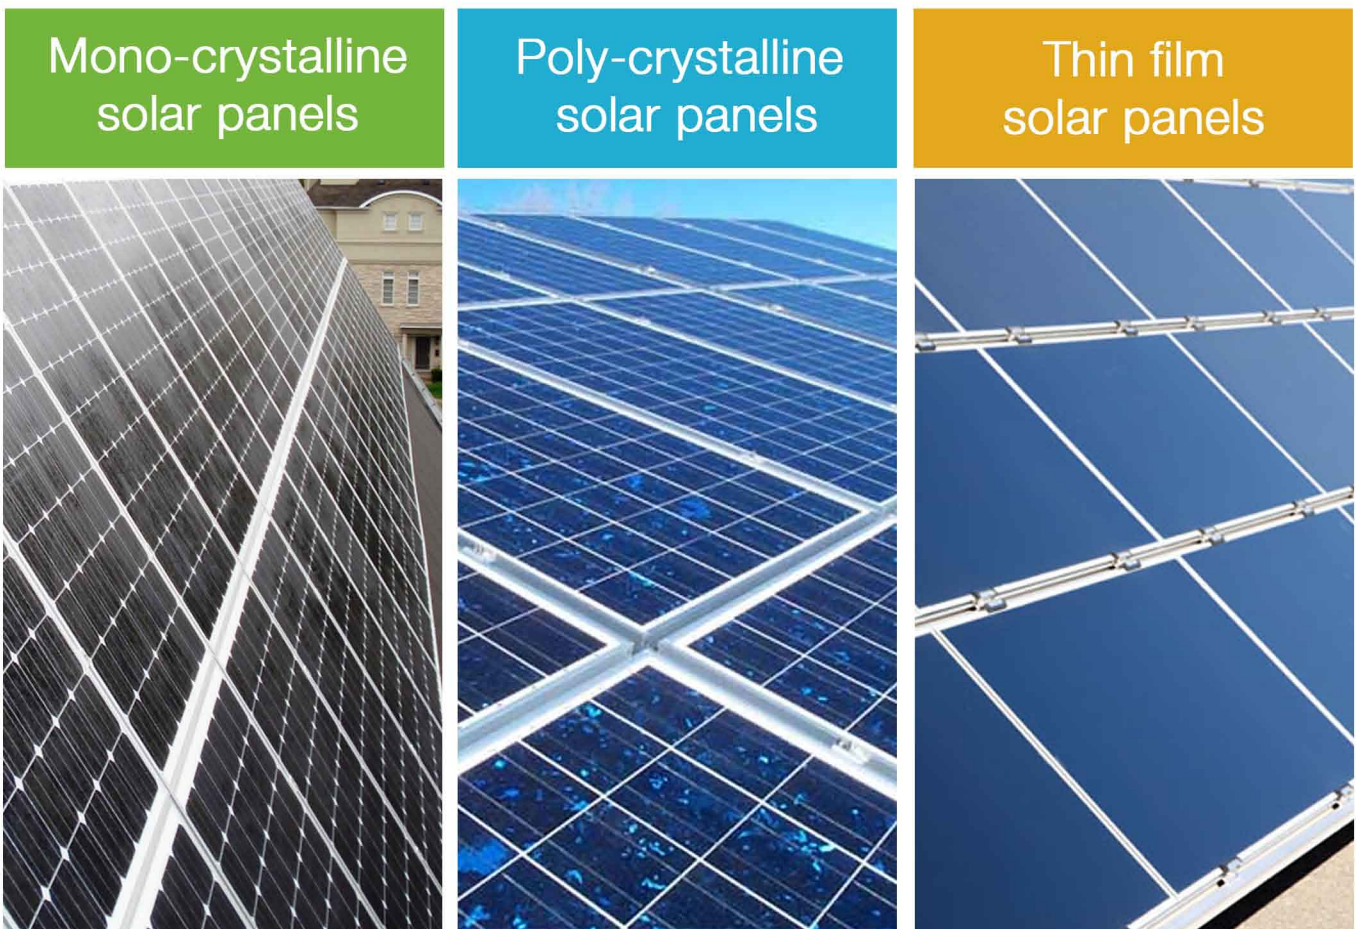 Mono-crystalline
solar panels
Poly-crystalline
solar panels
Thin film
solar panels